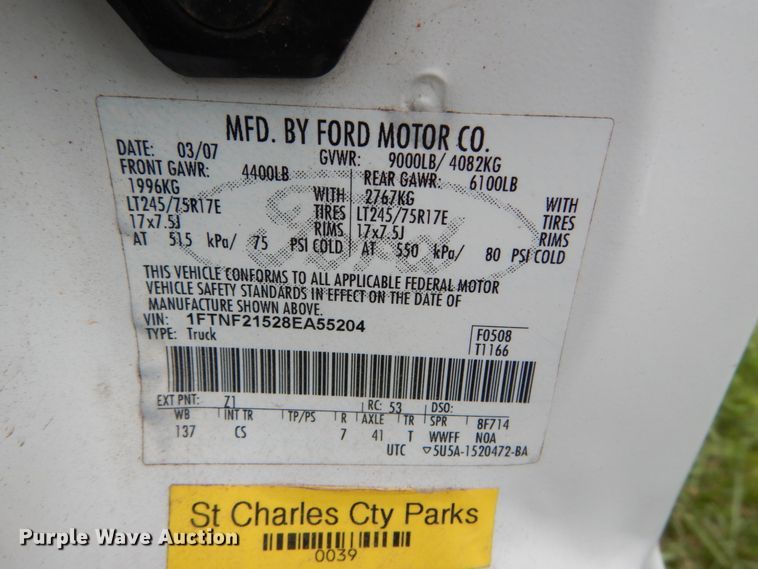 MFD. BY FORD MOTOR CO.
DATE: 03/07 GVWR: 9000LB/ 4082KG
FRONT GAWR: 4400LB REAR GAWR: 6100LB
1996KG WITH 2767KG WITH
LT245/75R17E TIRES LT245/75R17E TIRES
17x7.5J RIMS 17x7.5J RIMS
AT 515 kPa/ 75 PSI COLD AT 550 kPa/ 80 PSI COLD
Ford
THIS VEHICLE CONFORMS TO ALL APPLICABLE FEDERAL MOTOR
VEHICLE SAFETY STANDARDS IN EFFECT ON THE DATE OF
MANUFACTURE SHOWN ABOVE.
VIN: 1FTNF21528EA55204 F0508
TYPE: Truck T1166
EXT PNT: Z1 RC: 53 DSO:
WB INT TR TP/PS R AXLE TR SPR 8F714
137 CS 7 41 T WWFF NOA
UTC ▽5U5A-1520472-BA
St Charles Cty Parks
0039
Purple Wave Auction